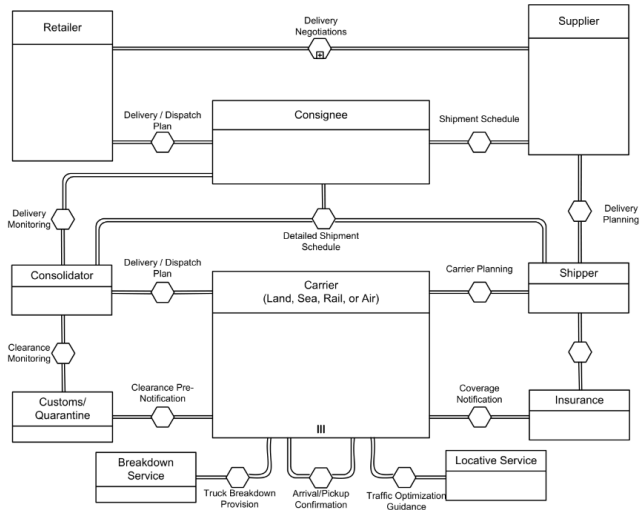 Retailer
Delivery
Negotiations
Supplier
Delivery / Dispatch
Plan
Consignee
Shipment Schedule
Delivery
Monitoring
Detailed Shipment
Schedule
Delivery
Planning
Consolidator
Delivery / Dispatch
Plan
Carrier
(Land, Sea, Rail, or Air)
Carrier Planning
Shipper
Clearance
Monitoring
Customs/
Quarantine
Clearance Pre-
Notification
Coverage
Notification
Insurance
Breakdown
Service
Truck Breakdown
Provision
Arrival/Pickup
Confirmation
Traffic Optimization
Guidance
Locative Service